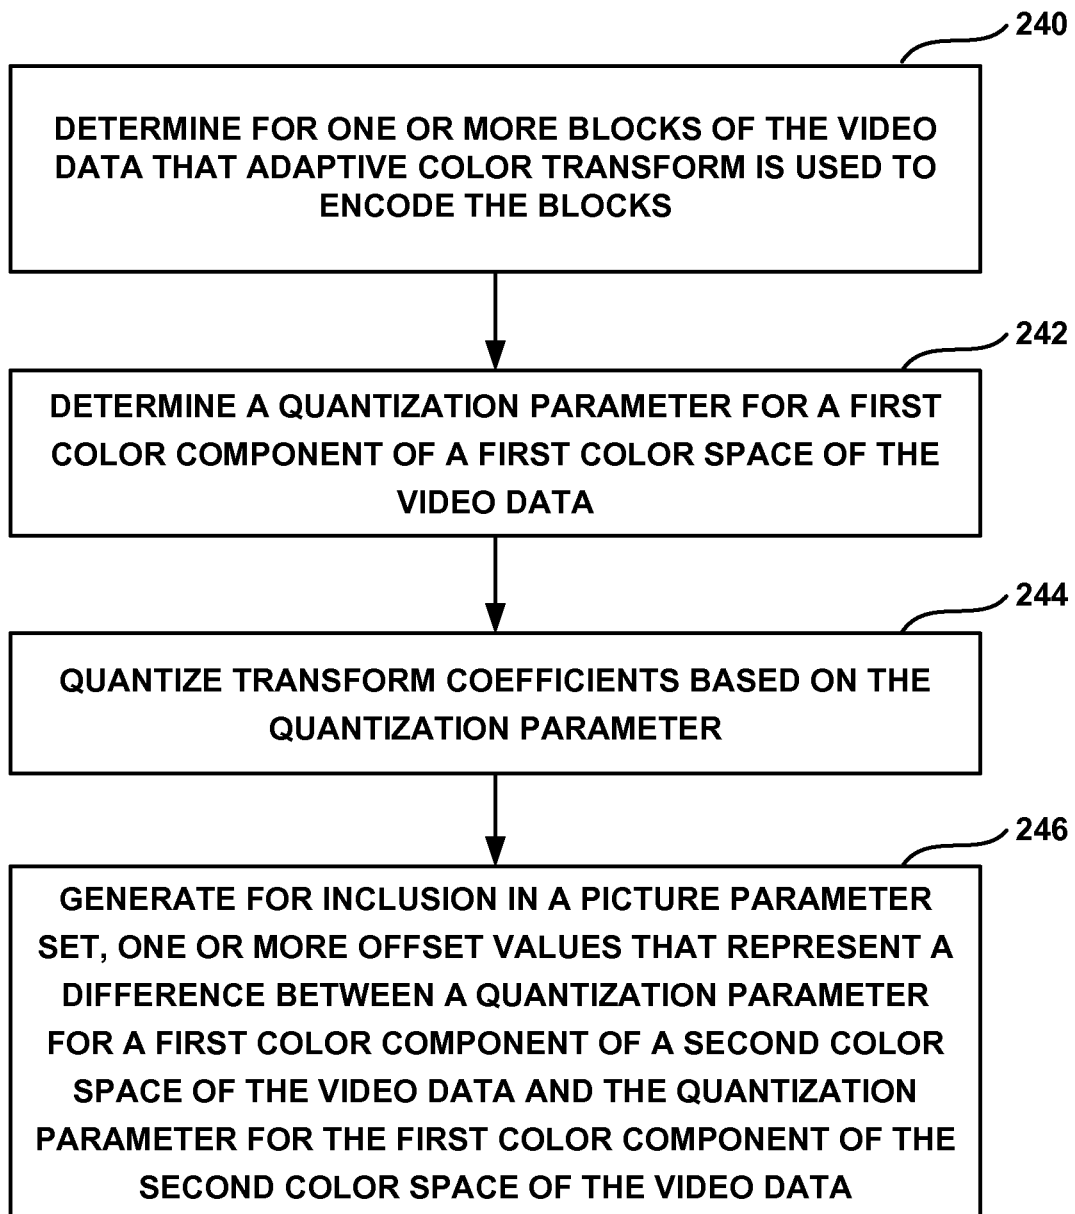 240
DETERMINE FOR ONE OR MORE BLOCKS OF THE VIDEO
DATA THAT ADAPTIVE COLOR TRANSFORM IS USED TO
ENCODE THE BLOCKS
242
DETERMINE A QUANTIZATION PARAMETER FOR A FIRST
COLOR COMPONENT OF A FIRST COLOR SPACE OF THE
VIDEO DATA
244
QUANTIZE TRANSFORM COEFFICIENTS BASED ON THE
QUANTIZATION PARAMETER
246
GENERATE FOR INCLUSION IN A PICTURE PARAMETER
SET, ONE OR MORE OFFSET VALUES THAT REPRESENT A
DIFFERENCE BETWEEN A QUANTIZATION PARAMETER
FOR A FIRST COLOR COMPONENT OF A SECOND COLOR
SPACE OF THE VIDEO DATA AND THE QUANTIZATION
PARAMETER FOR THE FIRST COLOR COMPONENT OF THE
SECOND COLOR SPACE OF THE VIDEO DATA